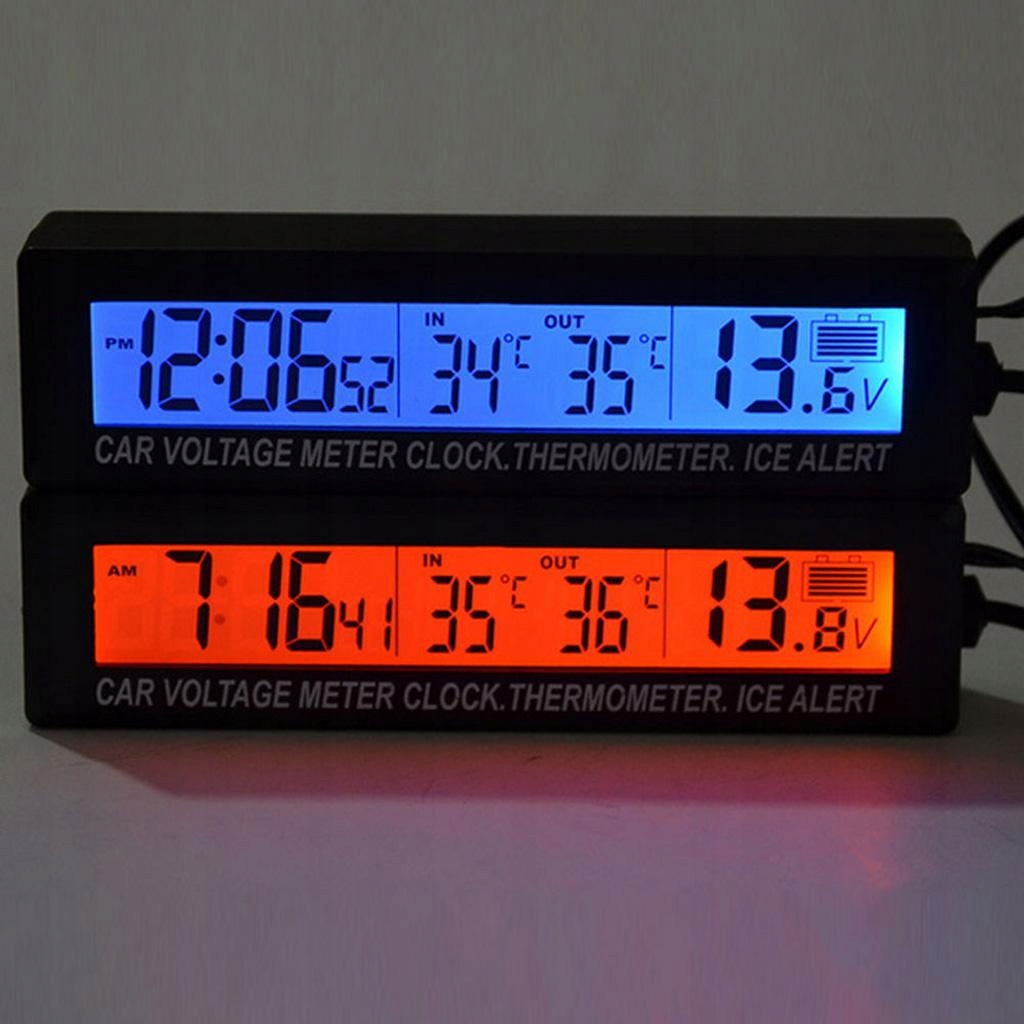 PM 12:06 52 IN 34°C OUT 35°C 13.6V
CAR VOLTAGE METER CLOCK.THERMOMETER. ICE ALERT
AM 7:16 41 IN 35°C OUT 36°C 13.8V
CAR VOLTAGE METER CLOCK.THERMOMETER. ICE ALERT